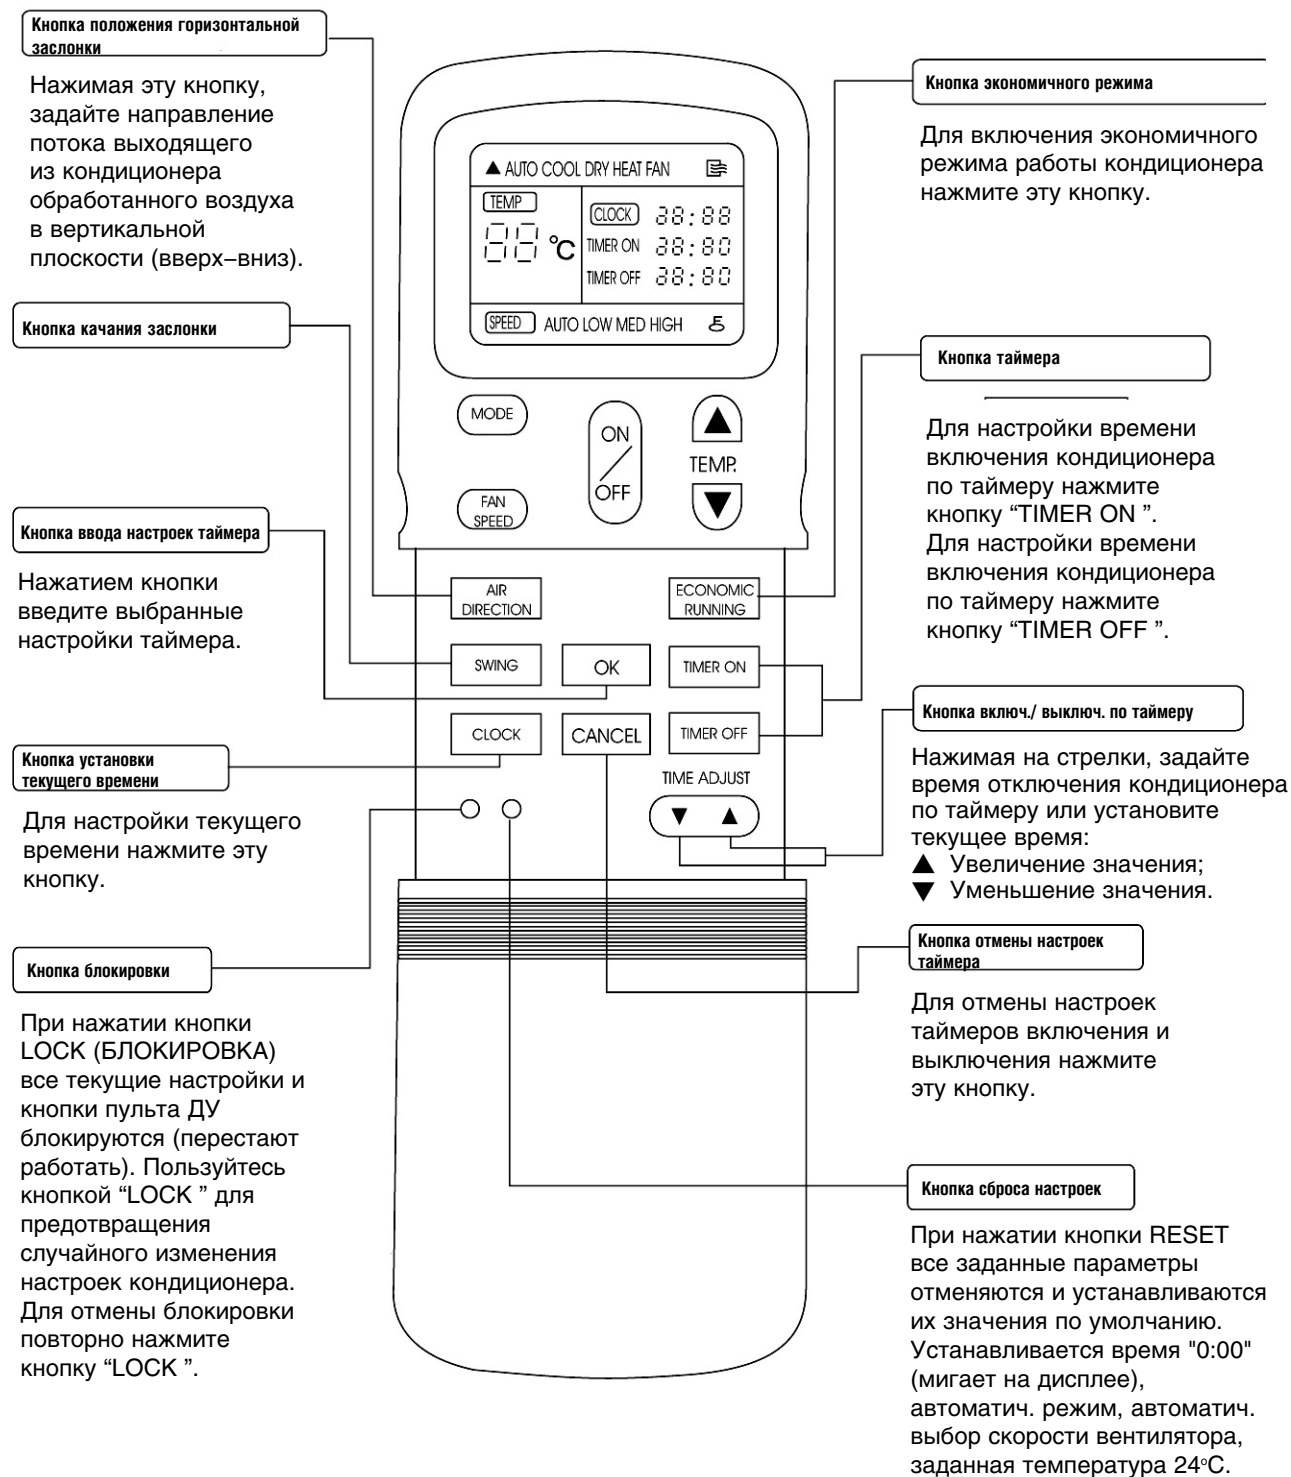 Кнопка положения горизонтальной
заслонки
Нажимая эту кнопку,
задайте направление
потока выходящего
из кондиционера
обработанного воздуха
в вертикальной
плоскости (вверх–вниз).
Кнопка качания заслонки
Кнопка ввода настроек таймера
Нажатием кнопки
введите выбранные
настройки таймера.
Кнопка установки
текущего времени
Для настройки текущего
времени нажмите эту
кнопку.
Кнопка блокировки
При нажатии кнопки
LOCK (БЛОКИРОВКА)
все текущие настройки и
кнопки пульта ДУ
блокируются (перестают
работать). Пользуйтесь
кнопкой “LOCK ” для
предотвращения
случайного изменения
настроек кондиционера.
Для отмены блокировки
повторно нажмите
кнопку “LOCK ”.
▲ AUTO COOL DRY HEAT FAN
TEMP
88 °C
CLOCK 88:88
TIMER ON 88:80
TIMER OFF 88:80
SPEED AUTO LOW MED HIGH
MODE
ON
OFF
▲
TEMP.
▼
FAN
SPEED
AIR
DIRECTION
ECONOMIC
RUNNING
SWING
OK
TIMER ON
CLOCK
CANCEL
TIMER OFF
TIME ADJUST
▼ ▲
Кнопка экономичного режима
Для включения экономичного
режима работы кондиционера
нажмите эту кнопку.
Кнопка таймера
Для настройки времени
включения кондиционера
по таймеру нажмите
кнопку “TIMER ON ”.
Для настройки времени
включения кондиционера
по таймеру нажмите
кнопку “TIMER OFF ”.
Кнопка включ./ выключ. по таймеру
Нажимая на стрелки, задайте
время отключения кондиционера
по таймеру или установите
текущее время:
▲ Увеличение значения;
▼ Уменьшение значения.
Кнопка отмены настроек
таймера
Для отмены настроек
таймеров включения и
выключения нажмите
эту кнопку.
Кнопка сброса настроек
При нажатии кнопки RESET
все заданные параметры
отменяются и устанавливаются
их значения по умолчанию.
Устанавливается время "0:00"
(мигает на дисплее),
автоматич. режим, автоматич.
выбор скорости вентилятора,
заданная температура 24°C.